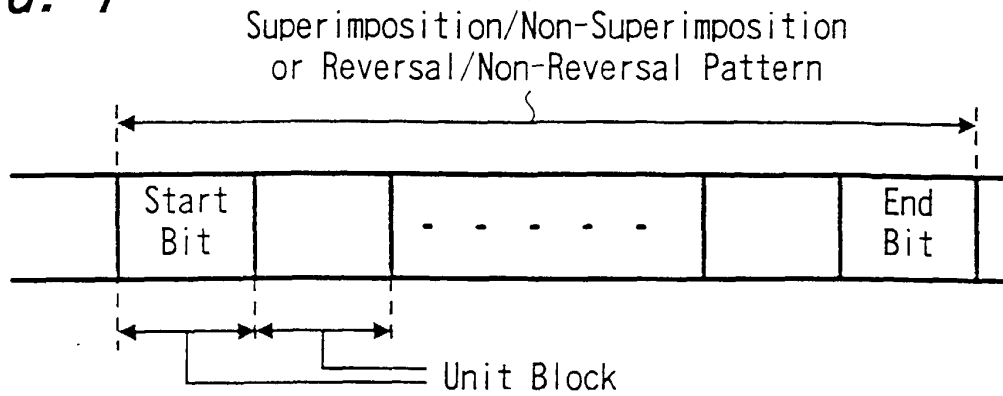 Superimposition/Non-Superimposition
or Reversal/Non-Reversal Pattern
Start
Bit
- - - - -
End
Bit
Unit Block